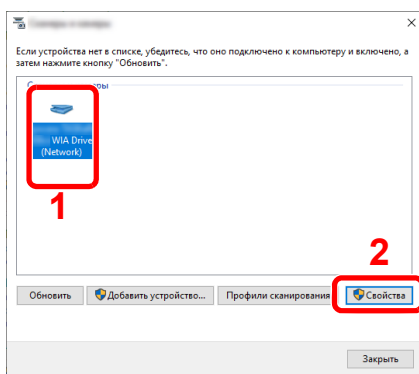 Если устройства нет в списке, убедитесь, что оно подключено к компьютеру и включено, а
затем нажмите кнопку "Обновить".
WIA Drive
(Network)
1
2
Обновить
Добавить устройство...
Профили сканирования
Свойства
Закрыть